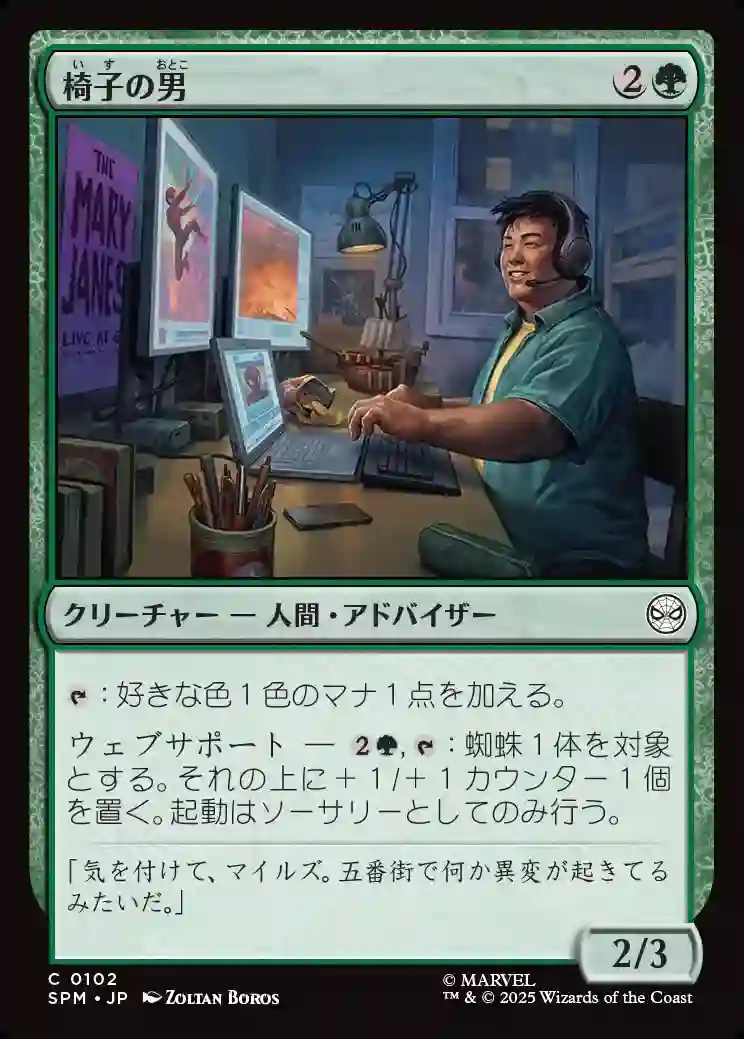 いす おとこ
椅子の男
2
THE
MARY
JANES
LIVE AT
クリーチャー — 人間・アドバイザー
：好きな色１色のマナ１点を加える。
ウェブサポート — 2, ：蜘蛛１体を対象
とする。それの上に＋１/＋１カウンター１個
を置く。起動はソーサリーとしてのみ行う。
「気を付けて、マイルズ。五番街で何か異変が起きてる
みたいだ。」
2/3
C 0102
SPM • JP ZOLTAN BOROS
© MARVEL
™ & © 2025 Wizards of the Coast